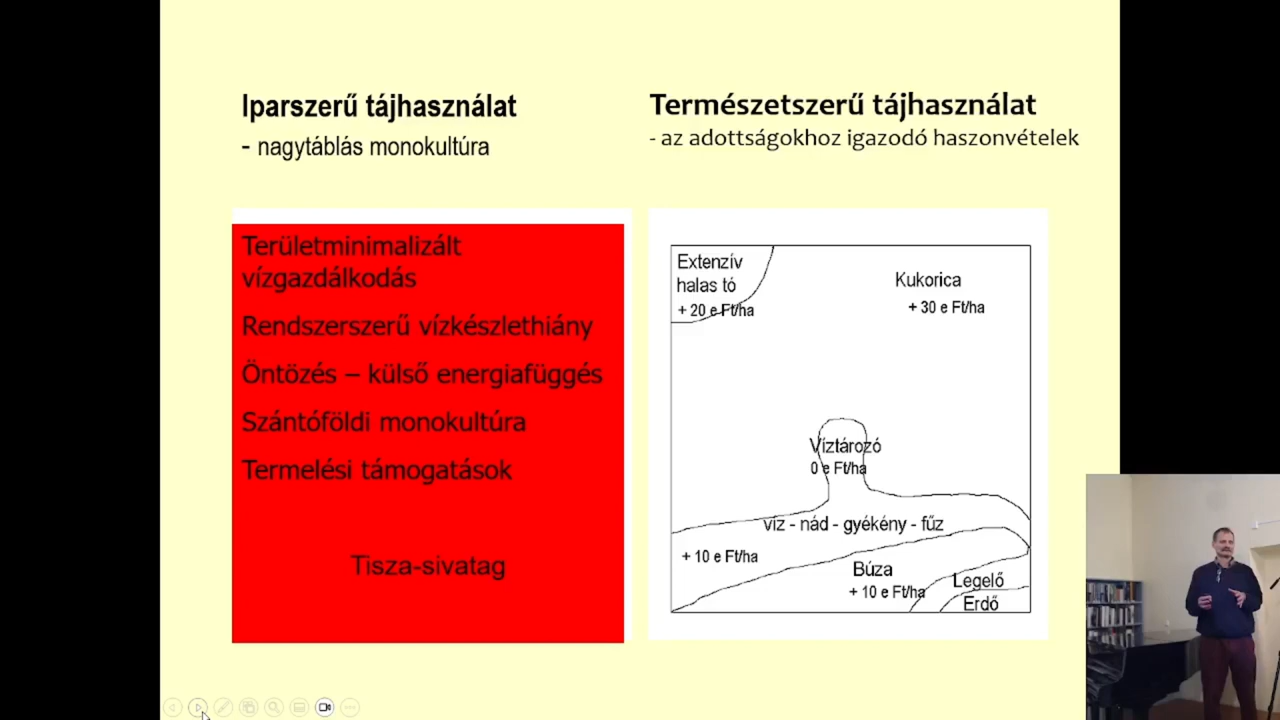 Iparszerű tájhasználat
- nagytáblás monokultúra
Természetszerű tájhasználat
- az adottságokhoz igazodó haszonvételek
Területminimalizált
vízgazdálkodás
Rendszerszerű vízkészlethiány
Öntözés – külső energiafüggés
Szántóföldi monokultúra
Termelési támogatások
Tisza-sivatag
Extenzív
halas tó
+ 20 e Ft/ha
Kukorica
+ 30 e Ft/ha
Víztározó
0 e Ft/ha
víz - nád - gyékény - fűz
+ 10 e Ft/ha
Búza
+ 10 e Ft/ha
Legelő
Erdő